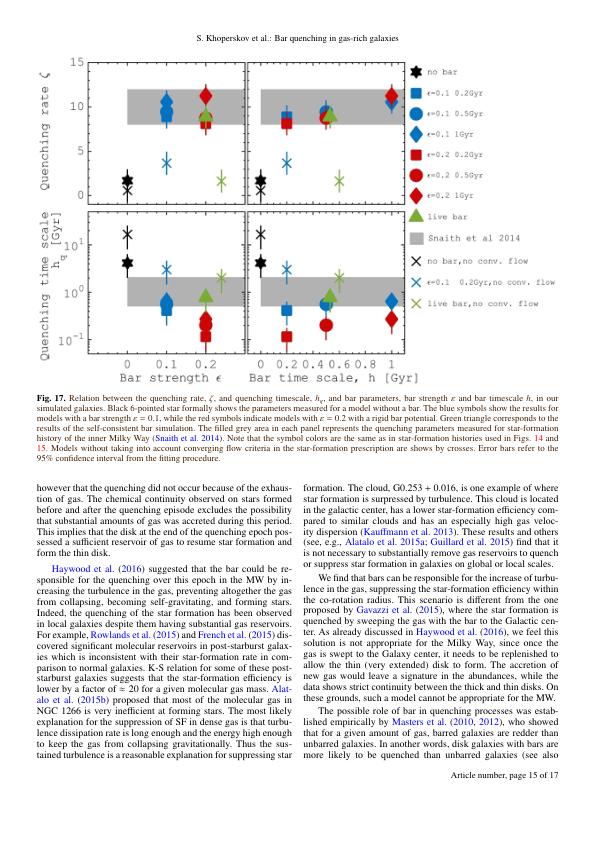 S. Khoperskov et al.: Bar quenching in gas-rich galaxies
15
10
5
0
Quenching rate ζ
no bar
ϵ=0.1 0.2Gyr
ϵ=0.1 0.5Gyr
ϵ=0.1 1Gyr
ϵ=0.2 0.2Gyr
ϵ=0.2 0.5Gyr
ϵ=0.2 1Gyr
live bar
Snaith et al 2014
no bar,no conv. flow
ϵ=0.1 0.2Gyr,no conv. flow
live bar,no conv. flow
Quenching time scale
h_q [Gyr]
10^1
10^0
10^-1
0 0.1 0.2
Bar strength ϵ
0 0.2 0.4 0.6 0.8 1
Bar time scale, h [Gyr]
Fig. 17. Relation between the quenching rate, ζ, and quenching timescale, h_q, and bar parameters, bar strength ε and bar timescale h, in our
simulated galaxies. Black 6-pointed star formally shows the parameters measured for a model without a bar. The blue symbols show the results for
models with a bar strength ε = 0.1, while the red symbols indicate models with ε = 0.2 with a rigid bar potential. Green triangle corresponds to the
results of the self-consistent bar simulation. The filled grey area in each panel represents the quenching parameters measured for star-formation
history of the inner Milky Way (Snaith et al. 2014). Note that the symbol colors are the same as in star-formation histories used in Figs. 14 and
15. Models without taking into account converging flow criteria in the star-formation prescription are shows by crosses. Error bars refer to the
95% confidence interval from the fitting procedure.
however that the quenching did not occur because of the exhaus-
tion of gas. The chemical continuity observed on stars formed
before and after the quenching episode excludes the possibility
that substantial amounts of gas was accreted during this period.
This implies that the disk at the end of the quenching epoch pos-
sessed a sufficient reservoir of gas to resume star formation and
form the thin disk.
Haywood et al. (2016) suggested that the bar could be re-
sponsible for the quenching over this epoch in the MW by in-
creasing the turbulence in the gas, preventing altogether the gas
from collapsing, becoming self-gravitating, and forming stars.
Indeed, the quenching of the star formation has been observed
in local galaxies despite them having substantial gas reservoirs.
For example, Rowlands et al. (2015) and French et al. (2015) dis-
covered significant molecular reservoirs in post-starburst galax-
ies which is inconsistent with their star-formation rate in com-
parison to normal galaxies. K-S relation for some of these post-
starburst galaxies suggests that the star-formation efficiency is
lower by a factor of ≈ 20 for a given molecular gas mass. Alat-
alo et al. (2015b) proposed that most of the molecular gas in
NGC 1266 is very inefficient at forming stars. The most likely
explanation for the suppression of SF in dense gas is that turbu-
lence dissipation rate is long enough and the energy high enough
to keep the gas from collapsing gravitationally. Thus the sus-
tained turbulence is a reasonable explanation for suppressing star
formation. The cloud, G0.253 + 0.016, is one example of where
star formation is surpressed by turbulence. This cloud is located
in the galactic center, has a lower star-formation efficiency com-
pared to similar clouds and has an especially high gas veloc-
ity dispersion (Kauffmann et al. 2013). These results and others
(see, e.g., Alatalo et al. 2015a; Guillard et al. 2015) find that it
is not necessary to substantially remove gas reservoirs to quench
or suppress star formation in galaxies on global or local scales.
We find that bars can be responsible for the increase of turbu-
lence in the gas, suppressing the star-formation efficiency within
the co-rotation radius. This scenario is different from the one
proposed by Gavazzi et al. (2015), where the star formation is
quenched by sweeping the gas with the bar to the Galactic cen-
ter. As already discussed in Haywood et al. (2016), we feel this
solution is not appropriate for the Milky Way, since once the
gas is swept to the Galaxy center, it needs to be replenished to
allow the thin (very extended) disk to form. The accretion of
new gas would leave a signature in the abundances, while the
data shows strict continuity between the thick and thin disks. On
these grounds, such a model cannot be appropriate for the MW.
The possible role of bar in quenching processes was estab-
lished empirically by Masters et al. (2010, 2012), who showed
that for a given amount of gas, barred galaxies are redder than
unbarred galaxies. In another words, disk galaxies with bars are
more likely to be quenched than unbarred galaxies (see also
Article number, page 15 of 17